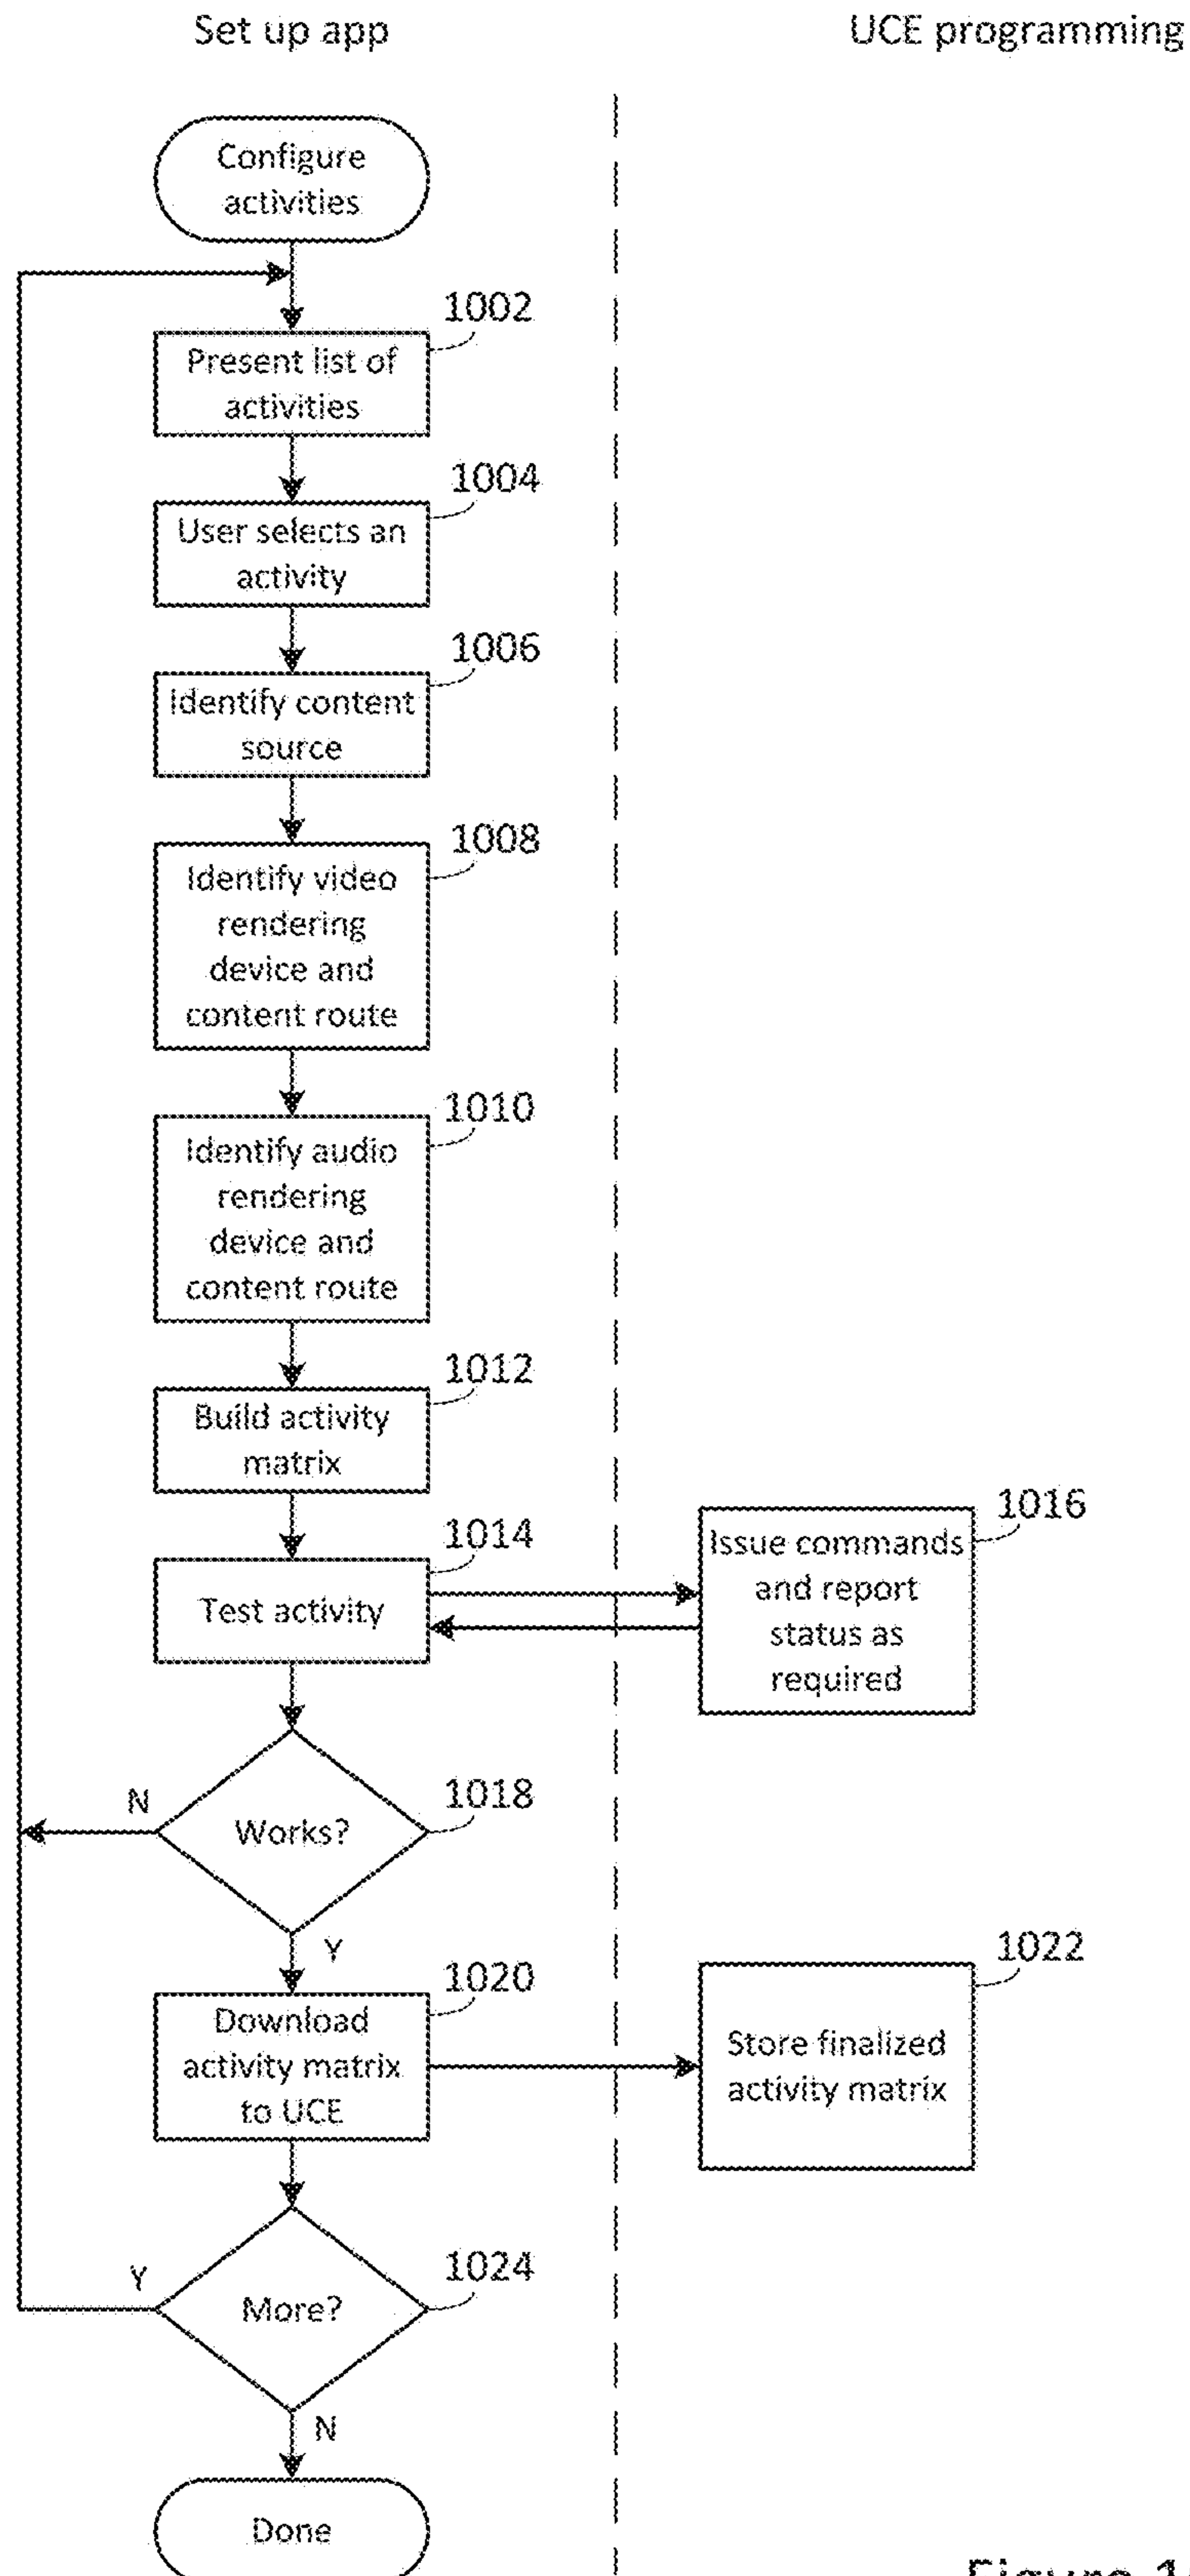 Set up app
UCE programming
Configure
activities
1002
Present list of
activities
1004
User selects an
activity
1006
Identify content
source
1008
Identify video
rendering
device and
content route
1010
Identify audio
rendering
device and
content route
1012
Build activity
matrix
1014
Test activity
1016
Issue commands
and report
status as
required
N
1018
Works?
Y
1020
Download
activity matrix
to UCE
1022
Store finalized
activity matrix
Y
1024
More?
N
Done
Figure